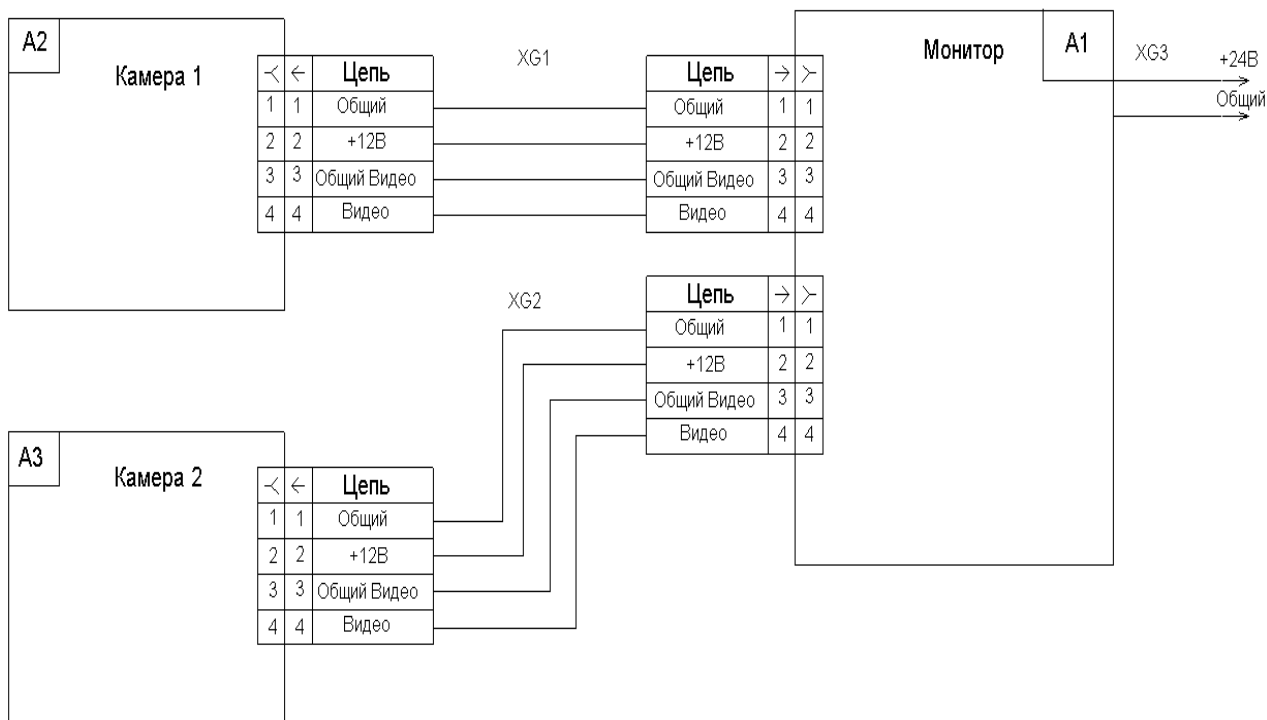 A2
Камера 1
Цепь
1 1 Общий
2 2 +12В
3 3 Общий Видео
4 4 Видео
XG1
Цепь
Общий 1 1
+12В 2 2
Общий Видео 3 3
Видео 4 4
Монитор
A1
XG3
+24В
Общий
XG2
Цепь
Общий 1 1
+12В 2 2
Общий Видео 3 3
Видео 4 4
A3
Камера 2
Цепь
1 1 Общий
2 2 +12В
3 3 Общий Видео
4 4 Видео